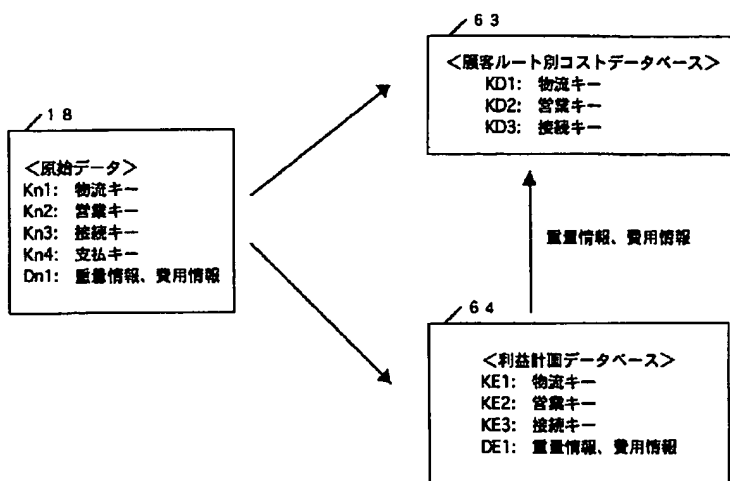 18
<原始データ>
Kn1: 物流キー
Kn2: 営業キー
Kn3: 接続キー
Kn4: 支払キー
Dn1: 重量情報、費用情報
63
<顧客ルート別コストデータベース>
KD1: 物流キー
KD2: 営業キー
KD3: 接続キー
重量情報、費用情報
64
<利益計画データベース>
KE1: 物流キー
KE2: 営業キー
KE3: 接続キー
DE1: 重量情報、費用情報